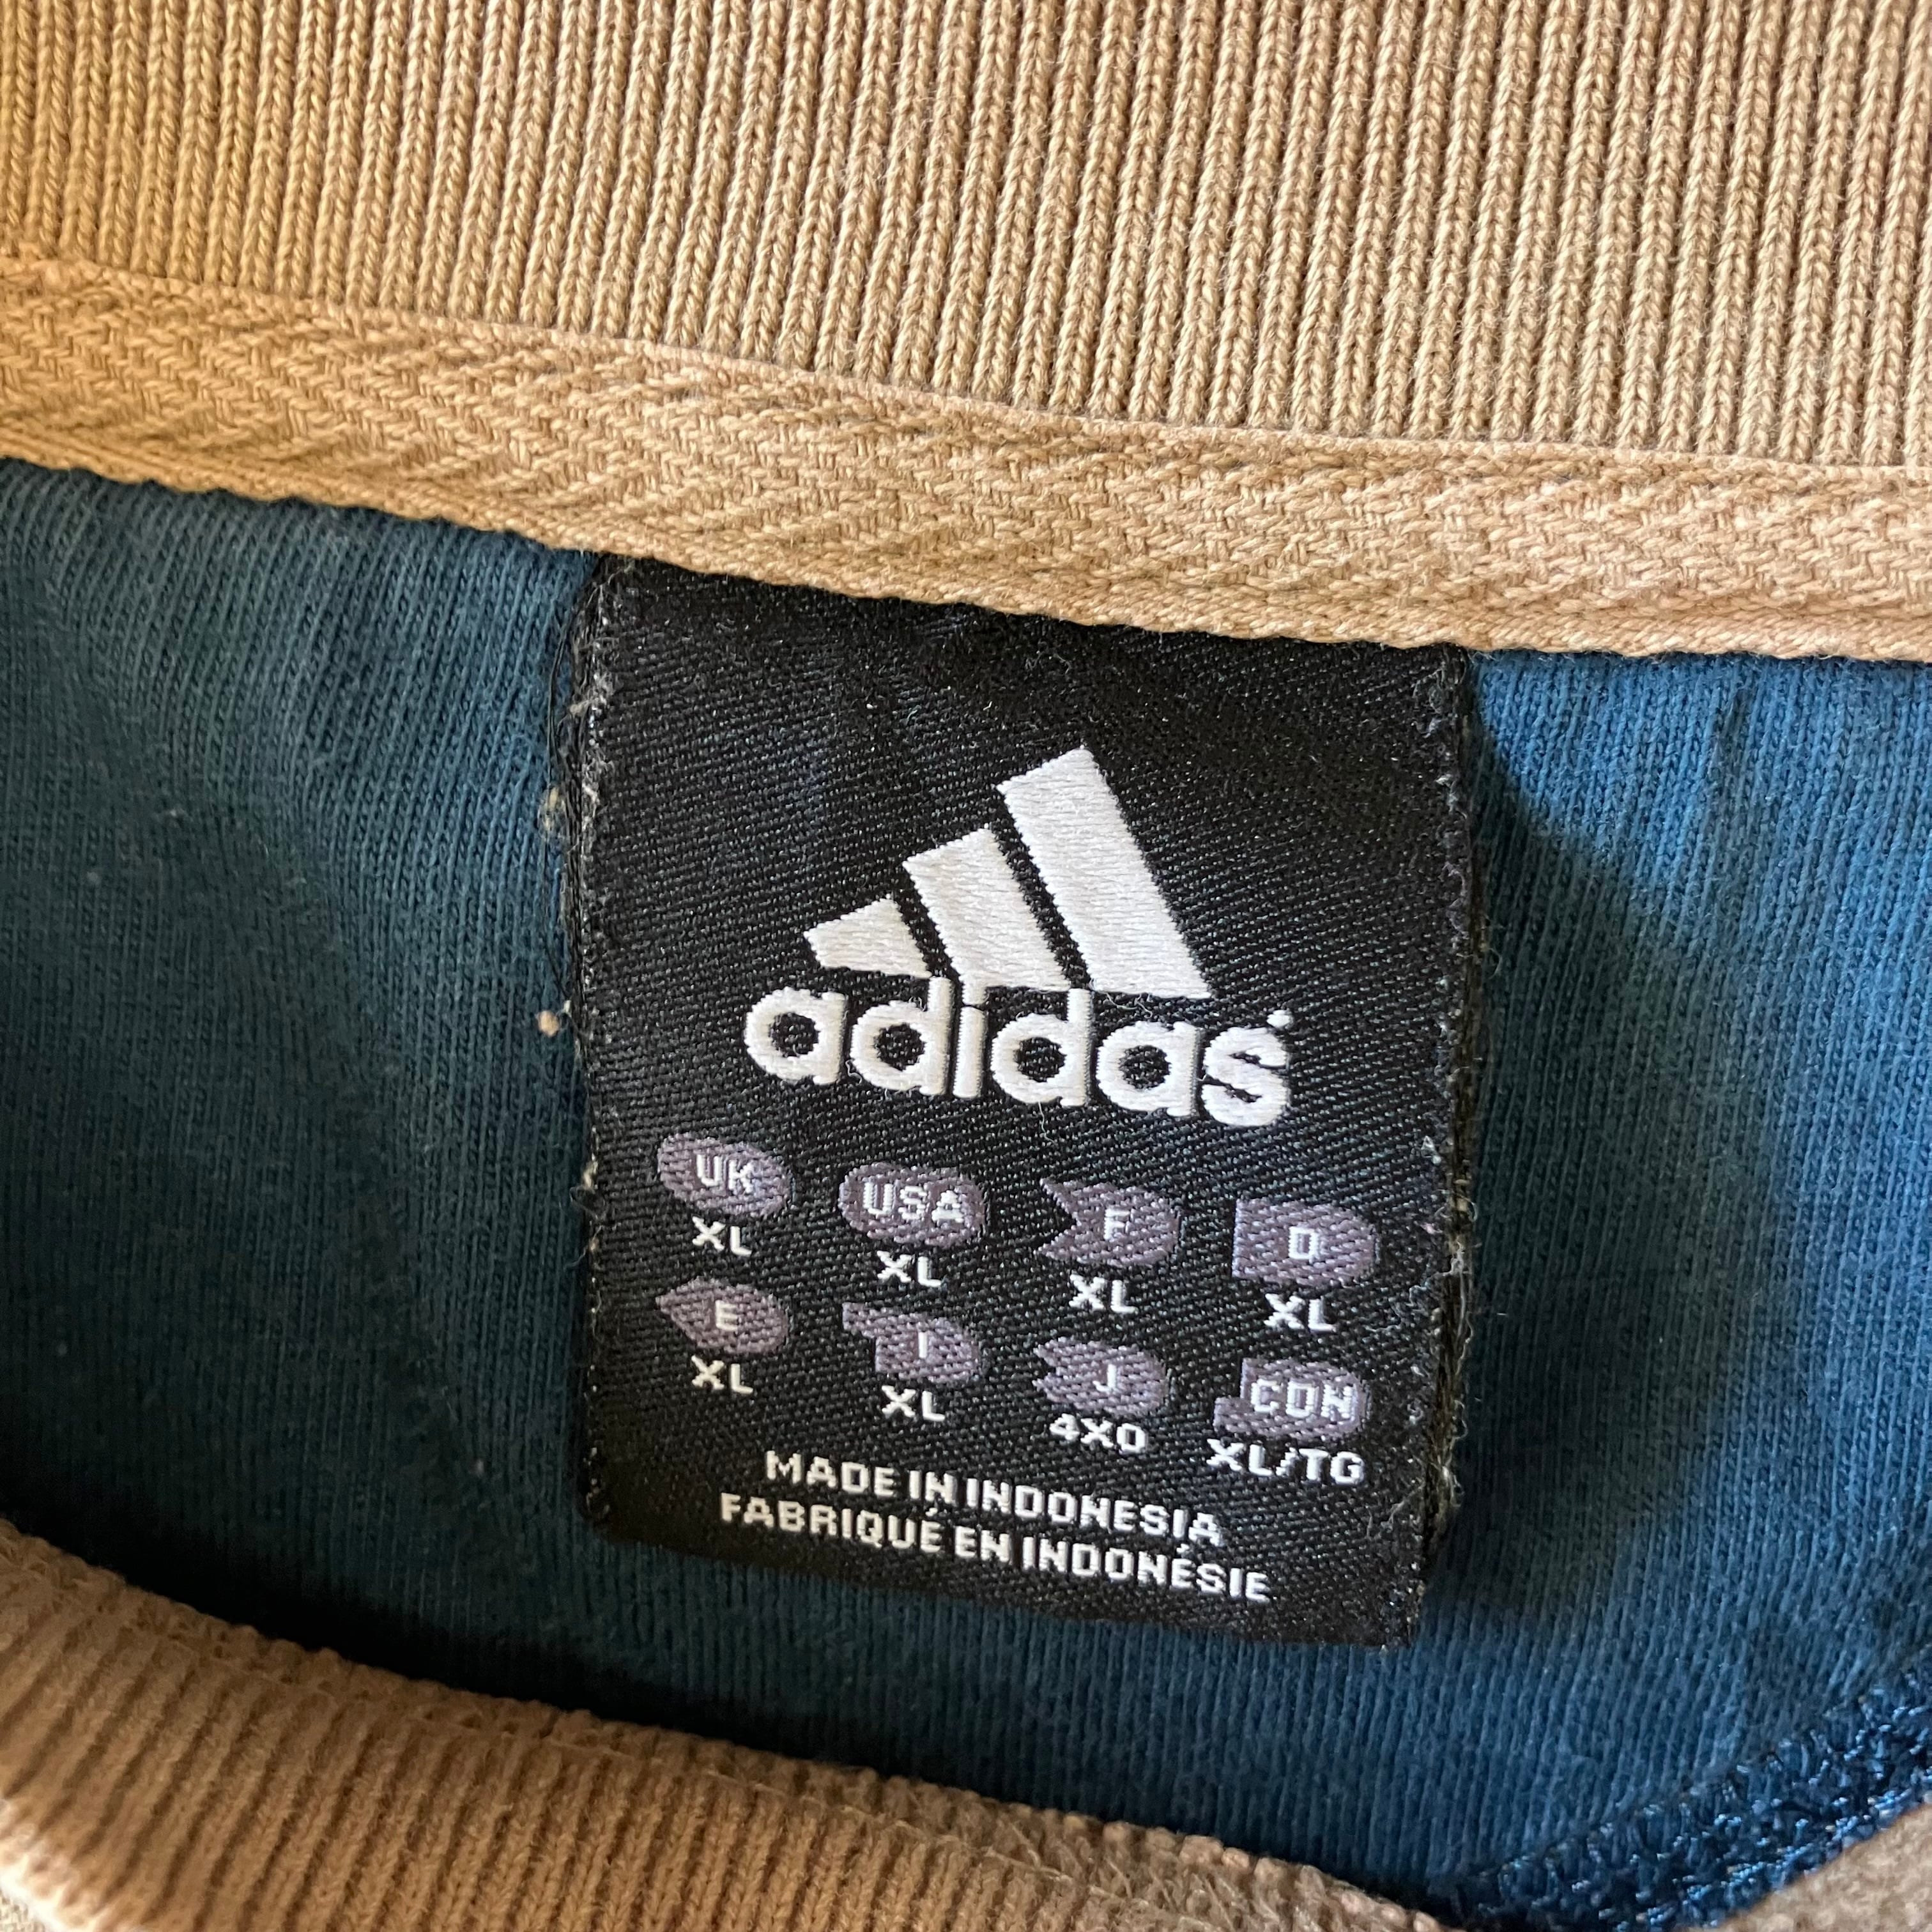 adidas
UK USA F D
XL XL XL XL
E I J CDN
XL XL 4XO XL/TG
MADE IN INDONESIA
FABRIQUÉ EN INDONÉSIE